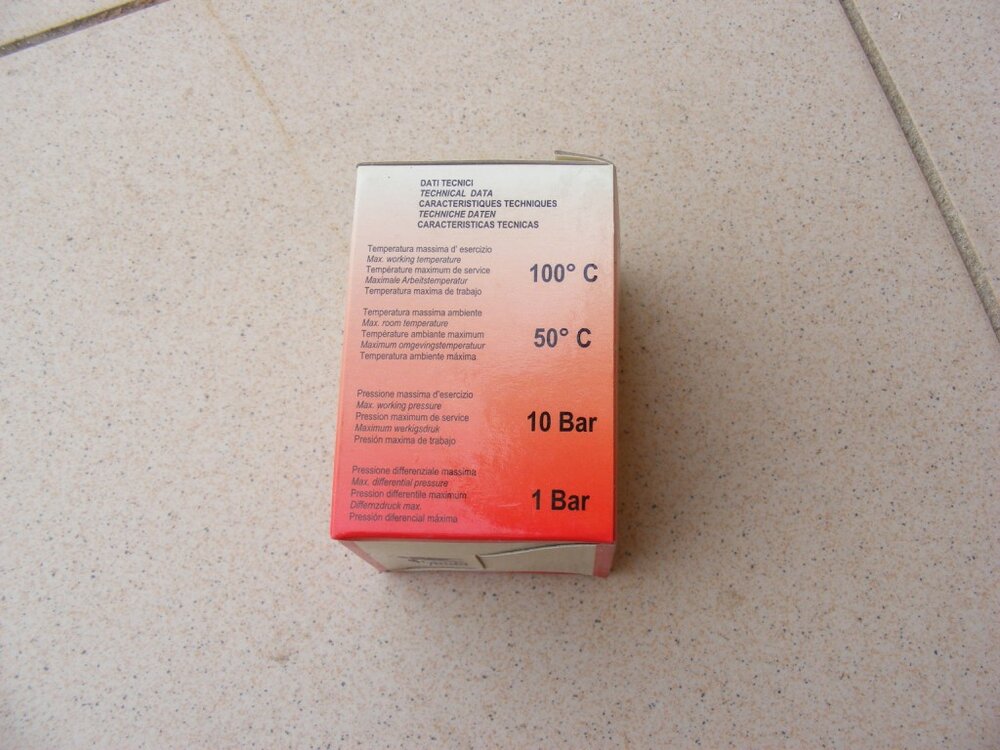 DATI TECNICI
TECHNICAL DATA
CARACTERISTIQUES TECHNIQUES
TECHNICHE DATEN
CARACTERISTICAS TECNICAS
Temperatura massima d' esercizio
Max. working temperature
Température maximum de service
Maximale Arbeitstemperatur
Temperatura maxima de trabajo
100° C
Temperatura massima ambiente
Max. room temperature
Température ambiante maximum
Maximum omgevingstemperatuur
Temperatura ambiente máxima
50° C
Pressione massima d'esercizio
Max. working pressure
Pression maximum de service
Maximum werkigsdruk
Presión maxima de trabajo
10 Bar
Pressione differenziale massima
Max. differential pressure
Pression differentile maximum
Differnzdruck max.
Pressión diferencial máxima
1 Bar